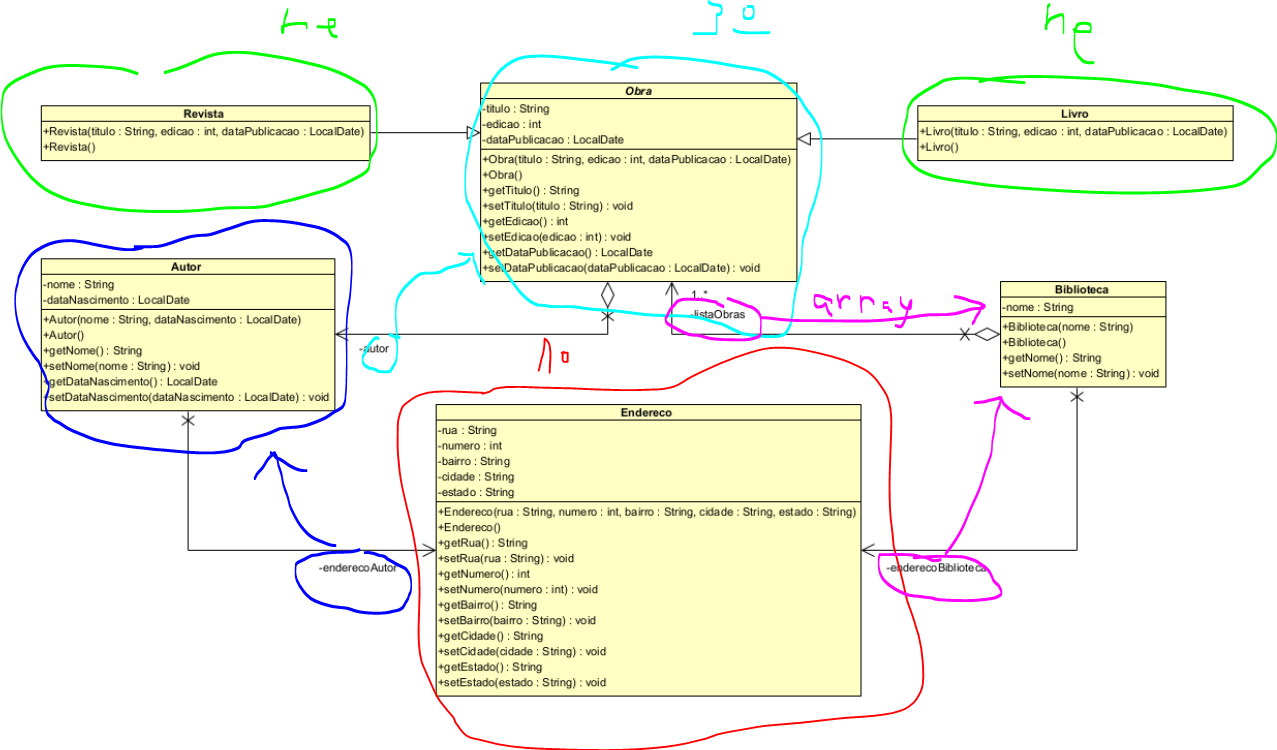 3º
Revista
+Revista(titulo : String, edicao : int, dataPublicacao : LocalDate)
+Revista()
Obra
-titulo : String
-edicao : int
-dataPublicacao : LocalDate
+Obra(titulo : String, edicao : int, dataPublicacao : LocalDate)
+Obra()
+getTitulo() : String
+setTitulo(titulo : String) : void
+getEdicao() : int
+setEdicao(edicao : int) : void
+getDataPublicacao() : LocalDate
+setDataPublicacao(dataPublicacao : LocalDate) : void
Livro
+Livro(titulo : String, edicao : int, dataPublicacao : LocalDate)
+Livro()
Autor
-nome : String
-dataNascimento : LocalDate
+Autor(nome : String, dataNascimento : LocalDate)
+Autor()
+getNome() : String
+setNome(nome : String) : void
+getDataNascimento() : LocalDate
+setDataNascimento(dataNascimento : LocalDate) : void
-autor
1..*
-listaObras
array
Biblioteca
-nome : String
+Biblioteca(nome : String)
+Biblioteca()
+getNome() : String
+setNome(nome : String) : void
1º
Endereco
-rua : String
-numero : int
-bairro : String
-cidade : String
-estado : String
+Endereco(rua : String, numero : int, bairro : String, cidade : String, estado : String)
+Endereco()
+getRua() : String
+setRua(rua : String) : void
+getNumero() : int
+setNumero(numero : int) : void
+getBairro() : String
+setBairro(bairro : String) : void
+getCidade() : String
+setCidade(cidade : String) : void
+getEstado() : String
+setEstado(estado : String) : void
-enderecoAutor
-enderecoBiblioteca